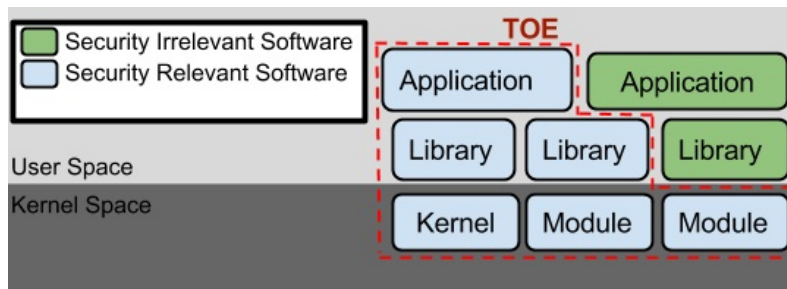 TOE
Security Irrelevant Software
Security Relevant Software
Application
Application
Library
Library
Library
User Space
Kernel Space
Kernel
Module
Module